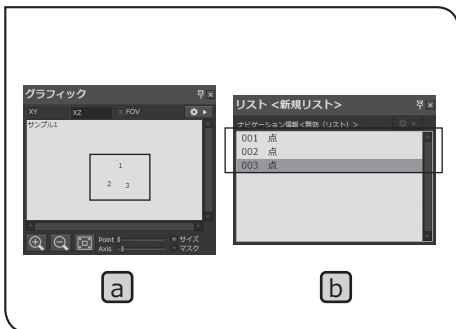 グラフィック
XY XZ FOV
サンプル1
1
2 3
Point サイズ
Axis マスク
a
リスト <新規リスト>
ナビゲーション情報<無効（リスト）>
001 点
002 点
003 点
b